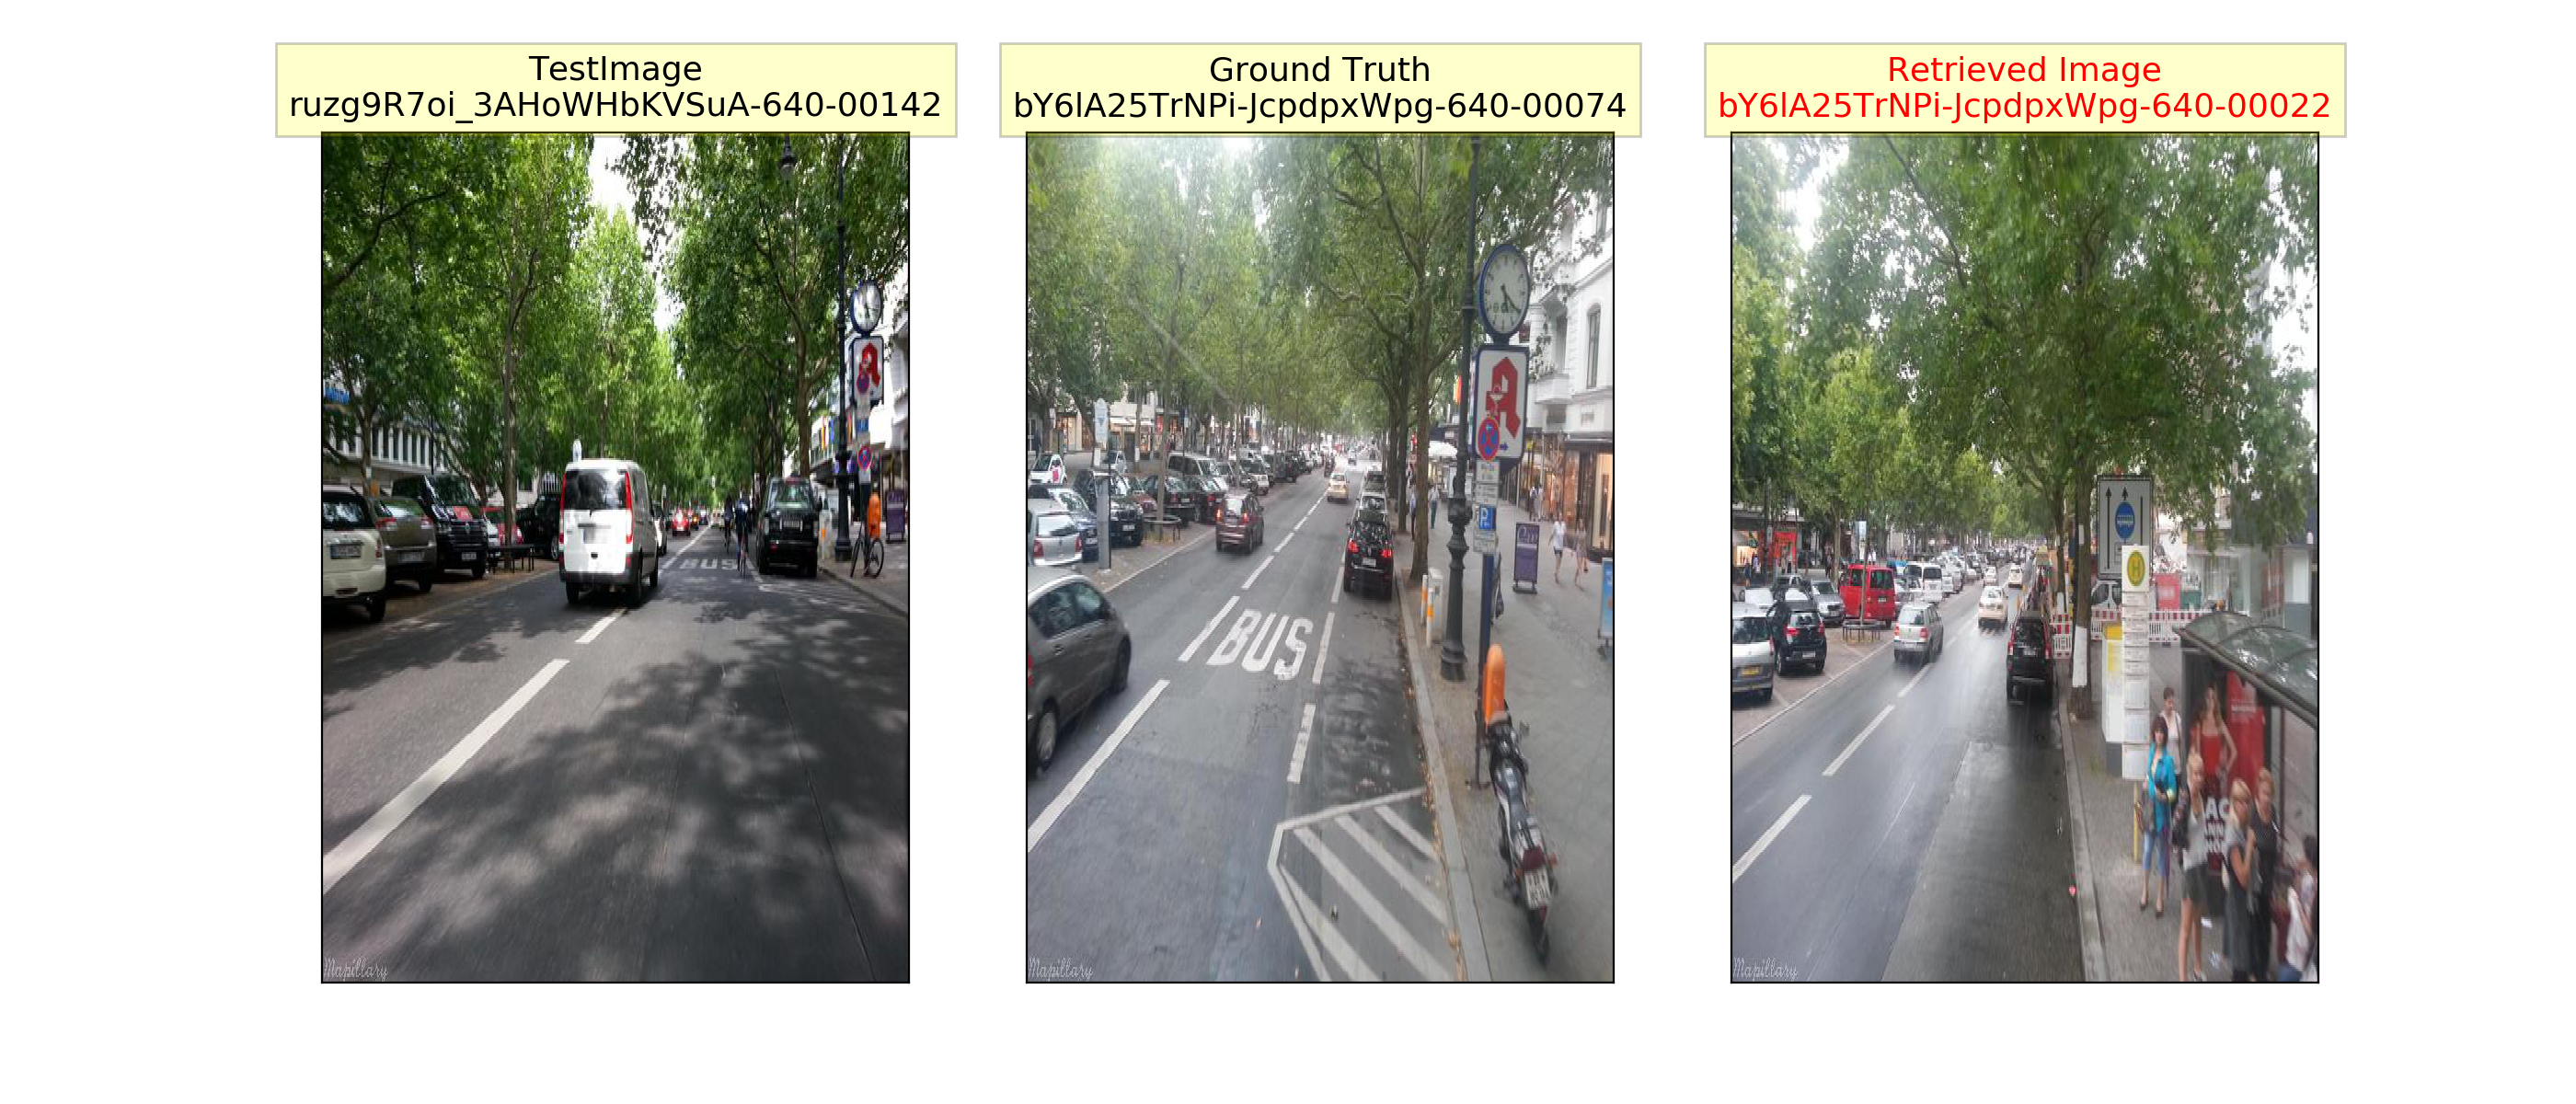 TestImage
ruzg9R7oi_3AHoWHbKVSuA-640-00142
Ground Truth
bY6lA25TrNPi-JcpdpxWpg-640-00074
Retrieved Image
bY6lA25TrNPi-JcpdpxWpg-640-00022
BUS
A
P
BUS
H
Mapillary
Mapillary
Mapillary